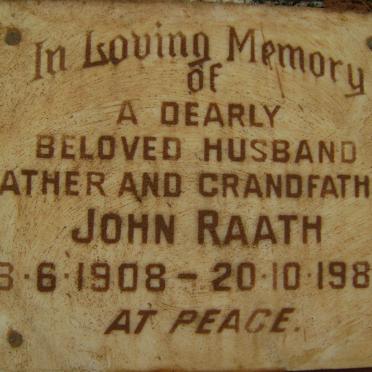 In Loving Memory
of
A DEARLY
BELOVED HUSBAND
ATHER AND GRANDFATH
JOHN RAATH
8·6·1908 – 20·10·198
AT PEACE.